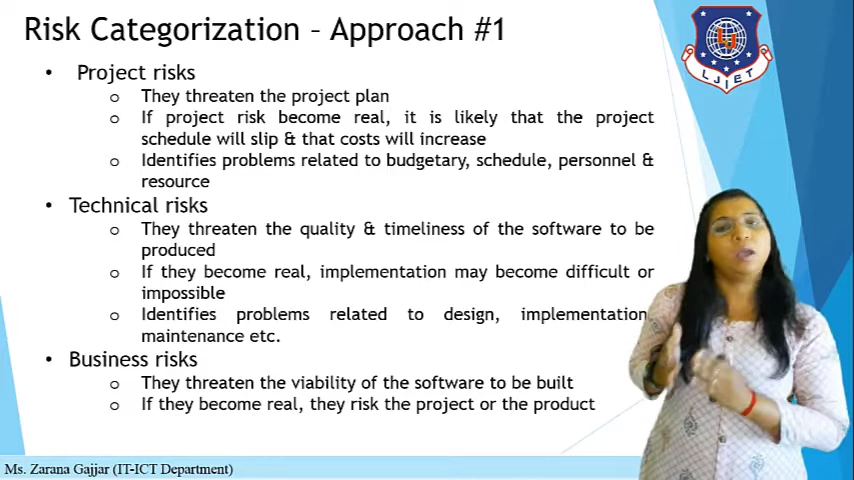 Risk Categorization – Approach #1
• Project risks
o They threaten the project plan
o If project risk become real, it is likely that the project
schedule will slip & that costs will increase
o Identifies problems related to budgetary, schedule, personnel &
resource
• Technical risks
o They threaten the quality & timeliness of the software to be
produced
o If they become real, implementation may become difficult or
impossible
o Identifies problems related to design, implementation
maintenance etc.
• Business risks
o They threaten the viability of the software to be built
o If they become real, they risk the project or the product
LJIET
Ms. Zarana Gajjar (IT-ICT Department)